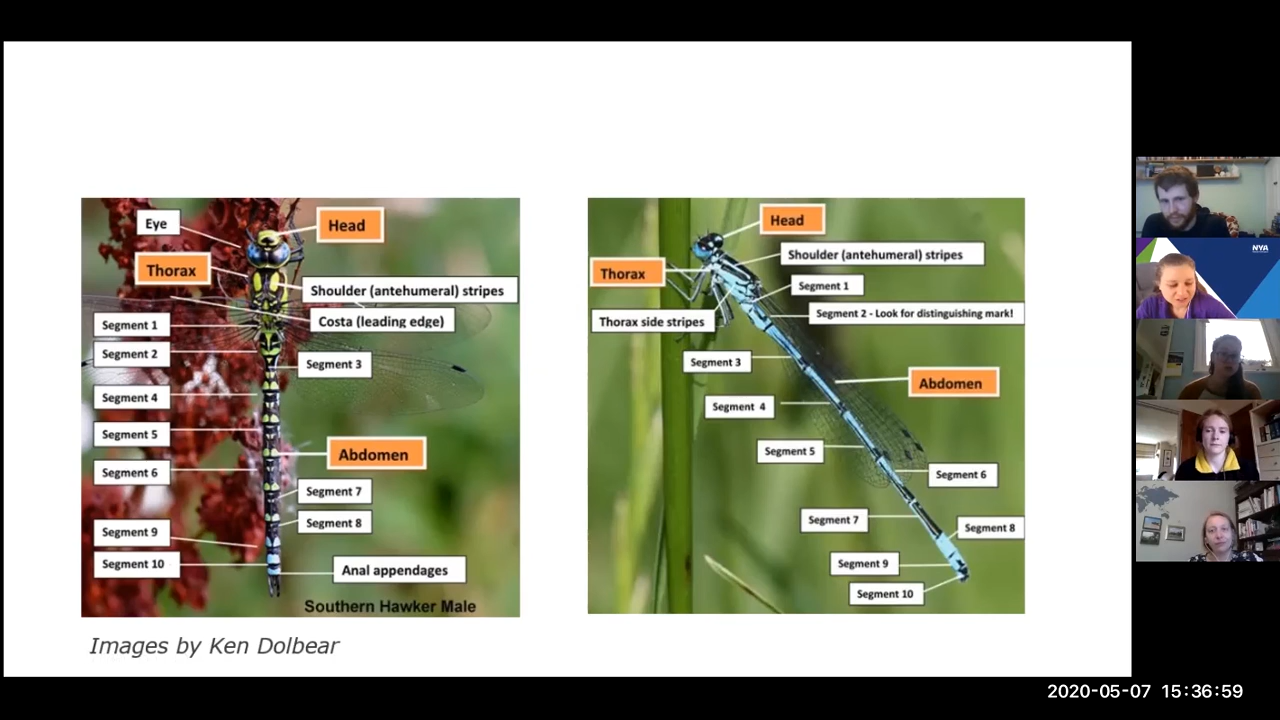 Eye
Head
Thorax
Shoulder (antehumeral) stripes
Costa (leading edge)
Segment 1
Segment 2
Segment 3
Segment 4
Segment 5
Abdomen
Segment 6
Segment 7
Segment 8
Segment 9
Segment 10
Anal appendages
Southern Hawker Male
Images by Ken Dolbear
Head
Shoulder (antehumeral) stripes
Thorax
Segment 1
Segment 2 - Look for distinguishing mark!
Thorax side stripes
Segment 3
Abdomen
Segment 4
Segment 5
Segment 6
Segment 7
Segment 8
Segment 9
Segment 10
NYA
2020-05-07 15:36:59